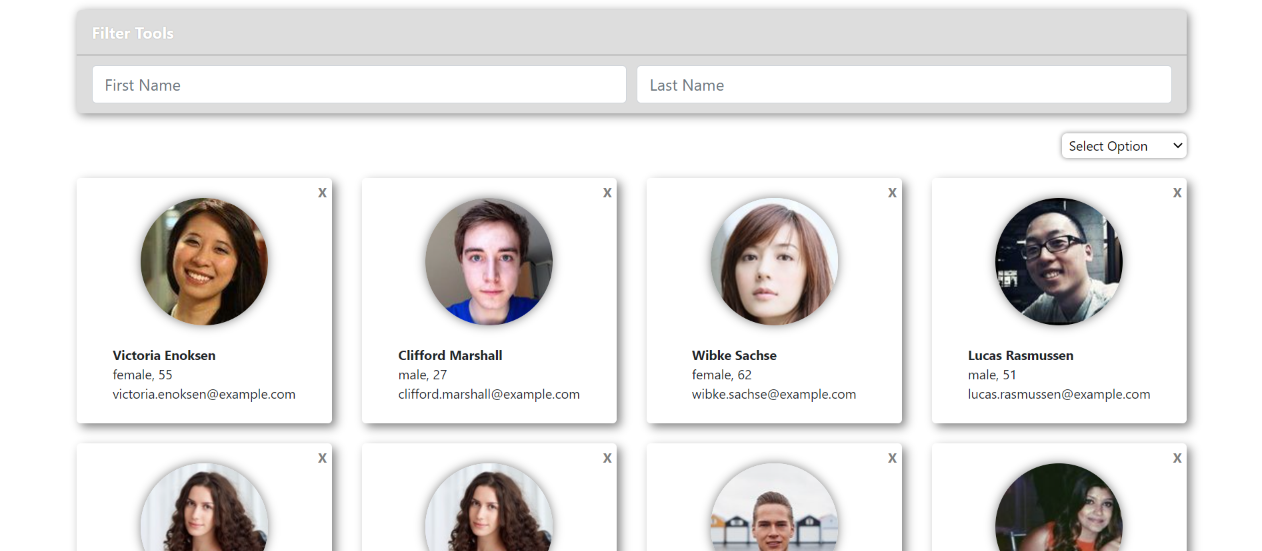 Filter Tools
First Name
Last Name
Select Option
X
X
X
X
Victoria Enoksen
female, 55
victoria.enoksen@example.com
Clifford Marshall
male, 27
clifford.marshall@example.com
Wibke Sachse
female, 62
wibke.sachse@example.com
Lucas Rasmussen
male, 51
lucas.rasmussen@example.com
X
X
X
X